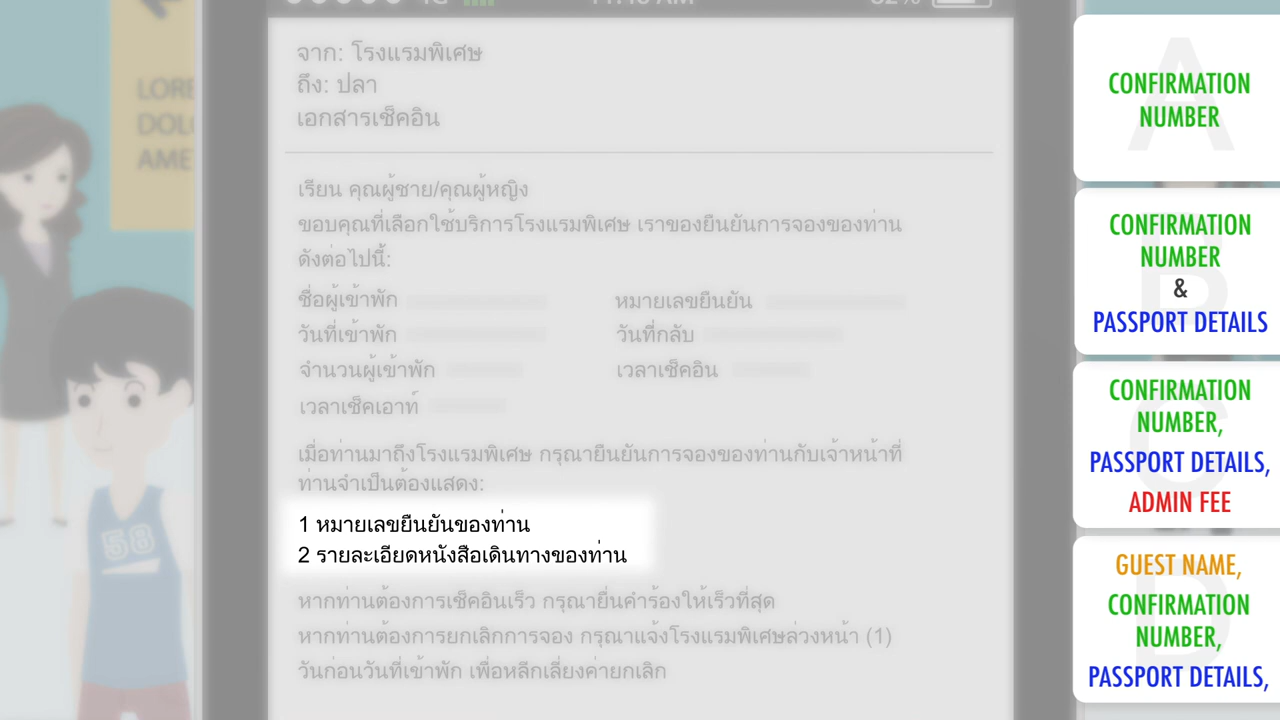 4G 11:45 AM 52%
LORE
DOLO
AME
58
จาก: โรงแรมพิเศษ
ถึง: ปลา
เอกสารเช็คอิน
เรียน คุณผู้ชาย/คุณผู้หญิง
ขอบคุณที่เลือกใช้บริการโรงแรมพิเศษ เราของยืนยันการจองของท่าน
ดังต่อไปนี้:
ชื่อผู้เข้าพัก หมายเลขยืนยัน
วันที่เข้าพัก วันที่กลับ
จำนวนผู้เข้าพัก เวลาเช็คอิน
เวลาเช็คเอาท์
เมื่อท่านมาถึงโรงแรมพิเศษ กรุณายืนยันการจองของท่านกับเจ้าหน้าที่
ท่านจำเป็นต้องแสดง:
1 หมายเลขยืนยันของท่าน
2 รายละเอียดหนังสือเดินทางของท่าน
หากท่านต้องการเช็คอินเร็ว กรุณายื่นคำร้องให้เร็วที่สุด
หากท่านต้องการยกเลิกการจอง กรุณาแจ้งโรงแรมพิเศษล่วงหน้า (1)
วันก่อนวันที่เข้าพัก เพื่อหลีกเลี่ยงค่ายกเลิก
A
CONFIRMATION
NUMBER
B
CONFIRMATION
NUMBER
&
PASSPORT DETAILS
C
CONFIRMATION
NUMBER,
PASSPORT DETAILS,
ADMIN FEE
D
GUEST NAME,
CONFIRMATION
NUMBER,
PASSPORT DETAILS,